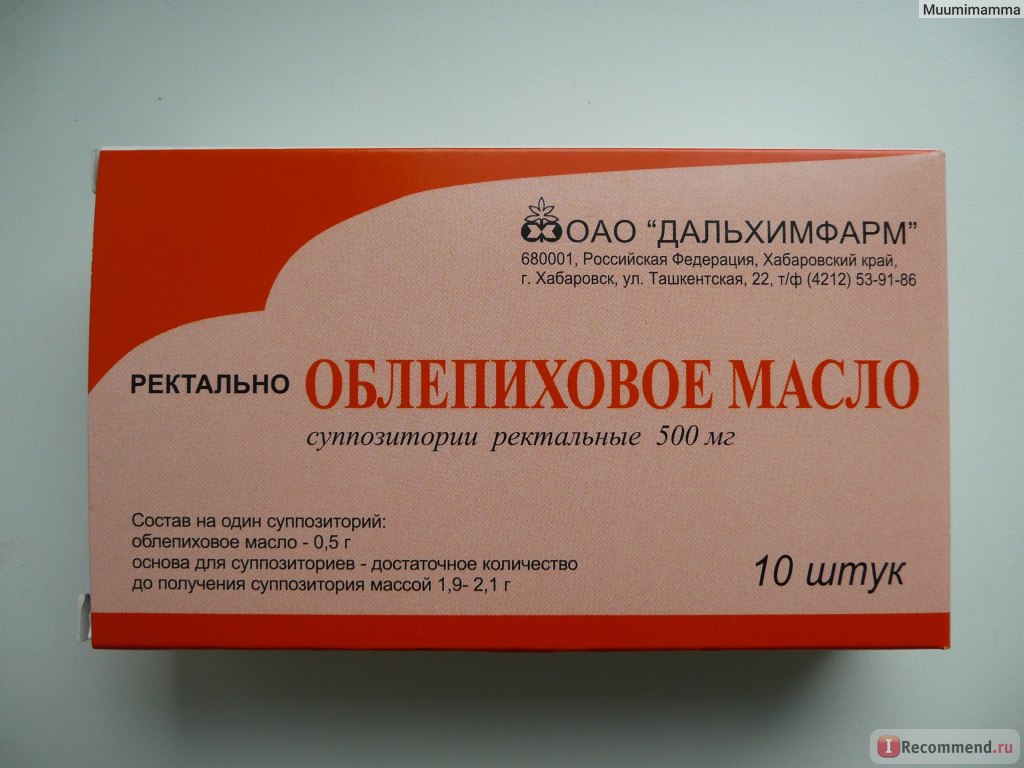 Muumimamma
ОАО "ДАЛЬХИМФАРМ"
680001, Российская Федерация, Хабаровский край,
г. Хабаровск, ул. Ташкентская, 22, т/ф (4212) 53-91-86
РЕКТАЛЬНО ОБЛЕПИХОВОЕ МАСЛО
суппозитории ректальные 500 мг
Состав на один суппозиторий:
облепиховое масло - 0,5 г
основа для суппозиториев - достаточное количество
до получения суппозитория массой 1,9- 2,1 г
10 штук
IRecommend.ru